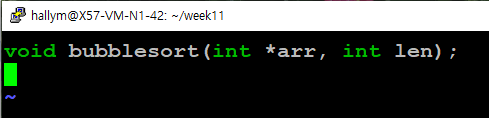 hallym@X57-VM-N1-42: ~/week11
void bubblesort(int *arr, int len);
~